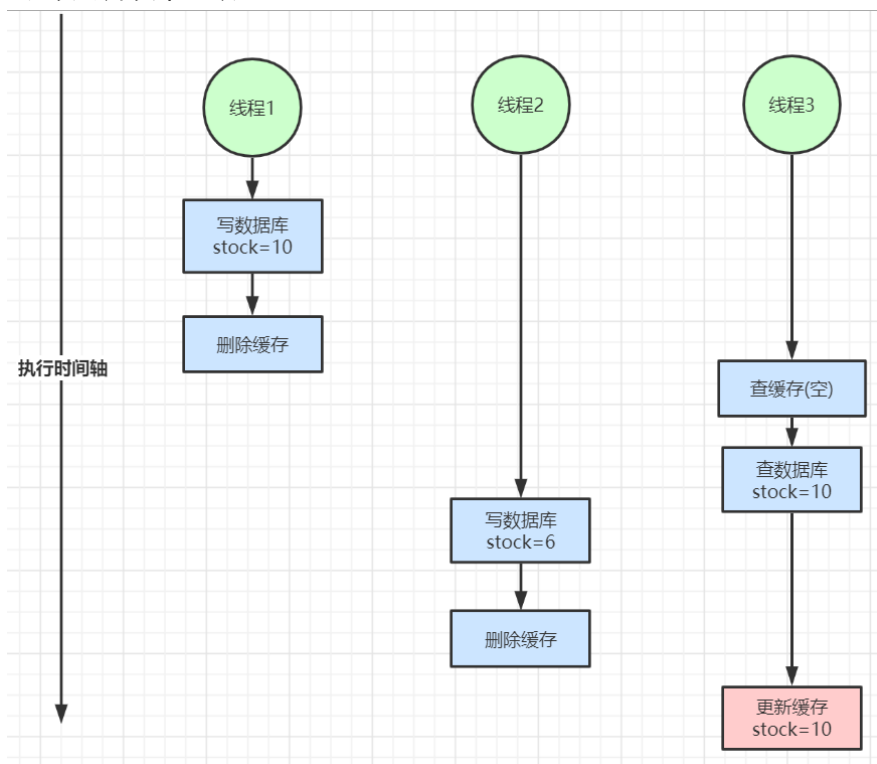 线程1
线程2
线程3
写数据库
stock=10
删除缓存
执行时间轴
查缓存(空)
查数据库
stock=10
写数据库
stock=6
删除缓存
更新缓存
stock=10